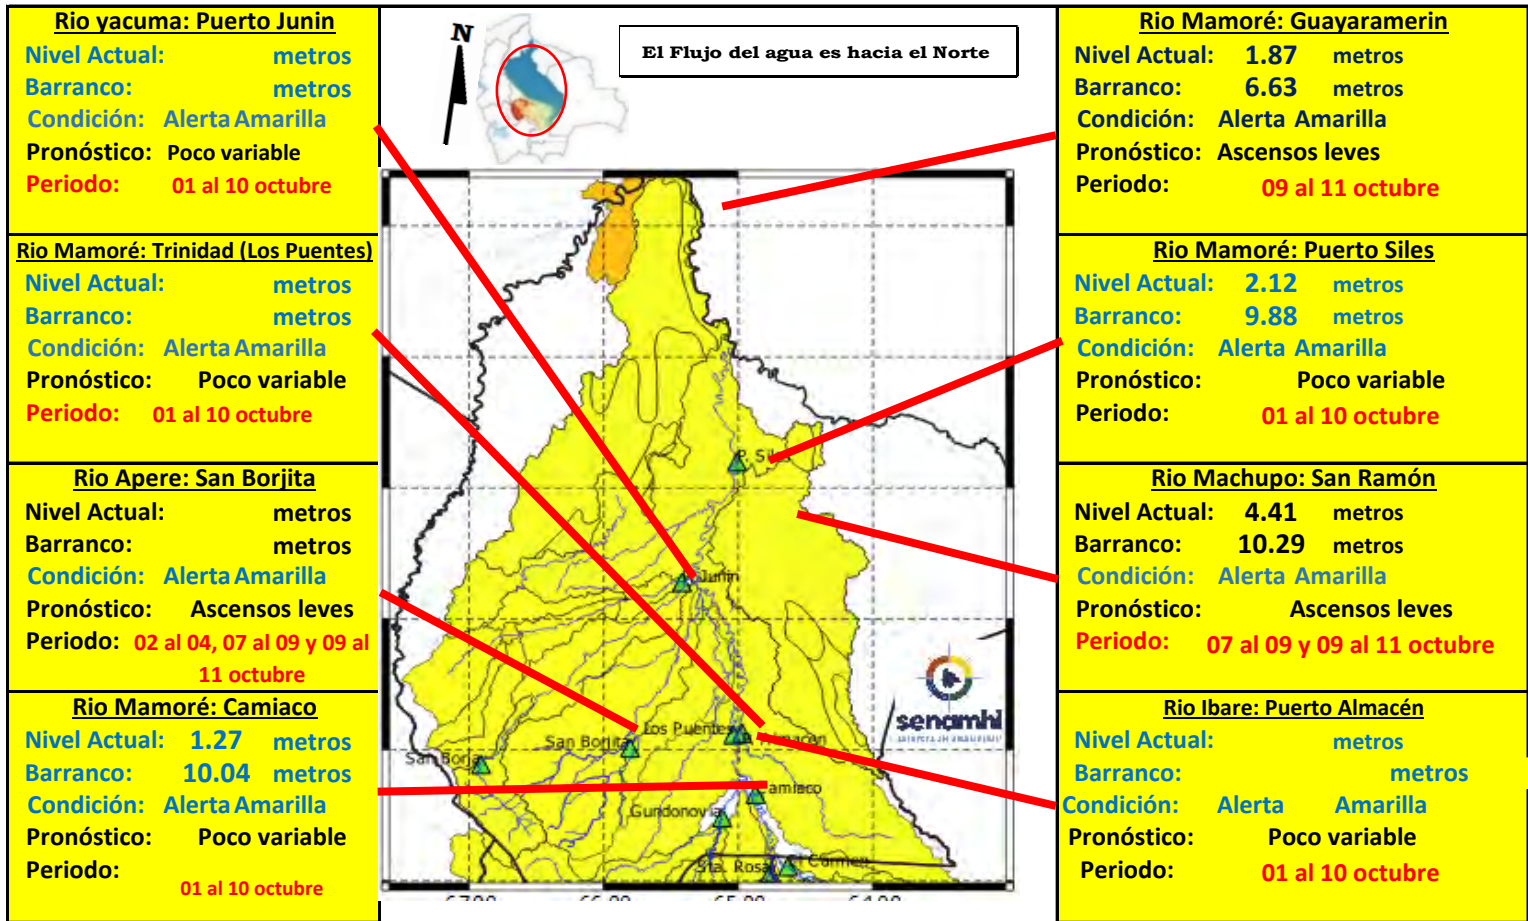 Rio yacuma: Puerto Junin
Nivel Actual: metros
Barranco: metros
Condición: Alerta Amarilla
Pronóstico: Poco variable
Periodo: 01 al 10 octubre
Rio Mamoré: Trinidad (Los Puentes)
Nivel Actual: metros
Barranco: metros
Condición: Alerta Amarilla
Pronóstico: Poco variable
Periodo: 01 al 10 octubre
Rio Apere: San Borjita
Nivel Actual: metros
Barranco: metros
Condición: Alerta Amarilla
Pronóstico: Ascensos leves
Periodo: 02 al 04, 07 al 09 y 09 al
11 octubre
Rio Mamoré: Camiaco
Nivel Actual: 1.27 metros
Barranco: 10.04 metros
Condición: Alerta Amarilla
Pronóstico: Poco variable
Periodo:
01 al 10 octubre
N
El Flujo del agua es hacia el Norte
P. Siles
Junin
Los Puentes
P. Almacén
San Borjita
San Borja
Camiaco
Gundonovia
Sta. Rosa
El Carmen
senamhi
Rio Mamoré: Guayaramerin
Nivel Actual: 1.87 metros
Barranco: 6.63 metros
Condición: Alerta Amarilla
Pronóstico: Ascensos leves
Periodo: 09 al 11 octubre
Rio Mamoré: Puerto Siles
Nivel Actual: 2.12 metros
Barranco: 9.88 metros
Condición: Alerta Amarilla
Pronóstico: Poco variable
Periodo: 01 al 10 octubre
Rio Machupo: San Ramón
Nivel Actual: 4.41 metros
Barranco: 10.29 metros
Condición: Alerta Amarilla
Pronóstico: Ascensos leves
Periodo: 07 al 09 y 09 al 11 octubre
Rio Ibare: Puerto Almacén
Nivel Actual: metros
Barranco: metros
Condición: Alerta Amarilla
Pronóstico: Poco variable
Periodo: 01 al 10 octubre